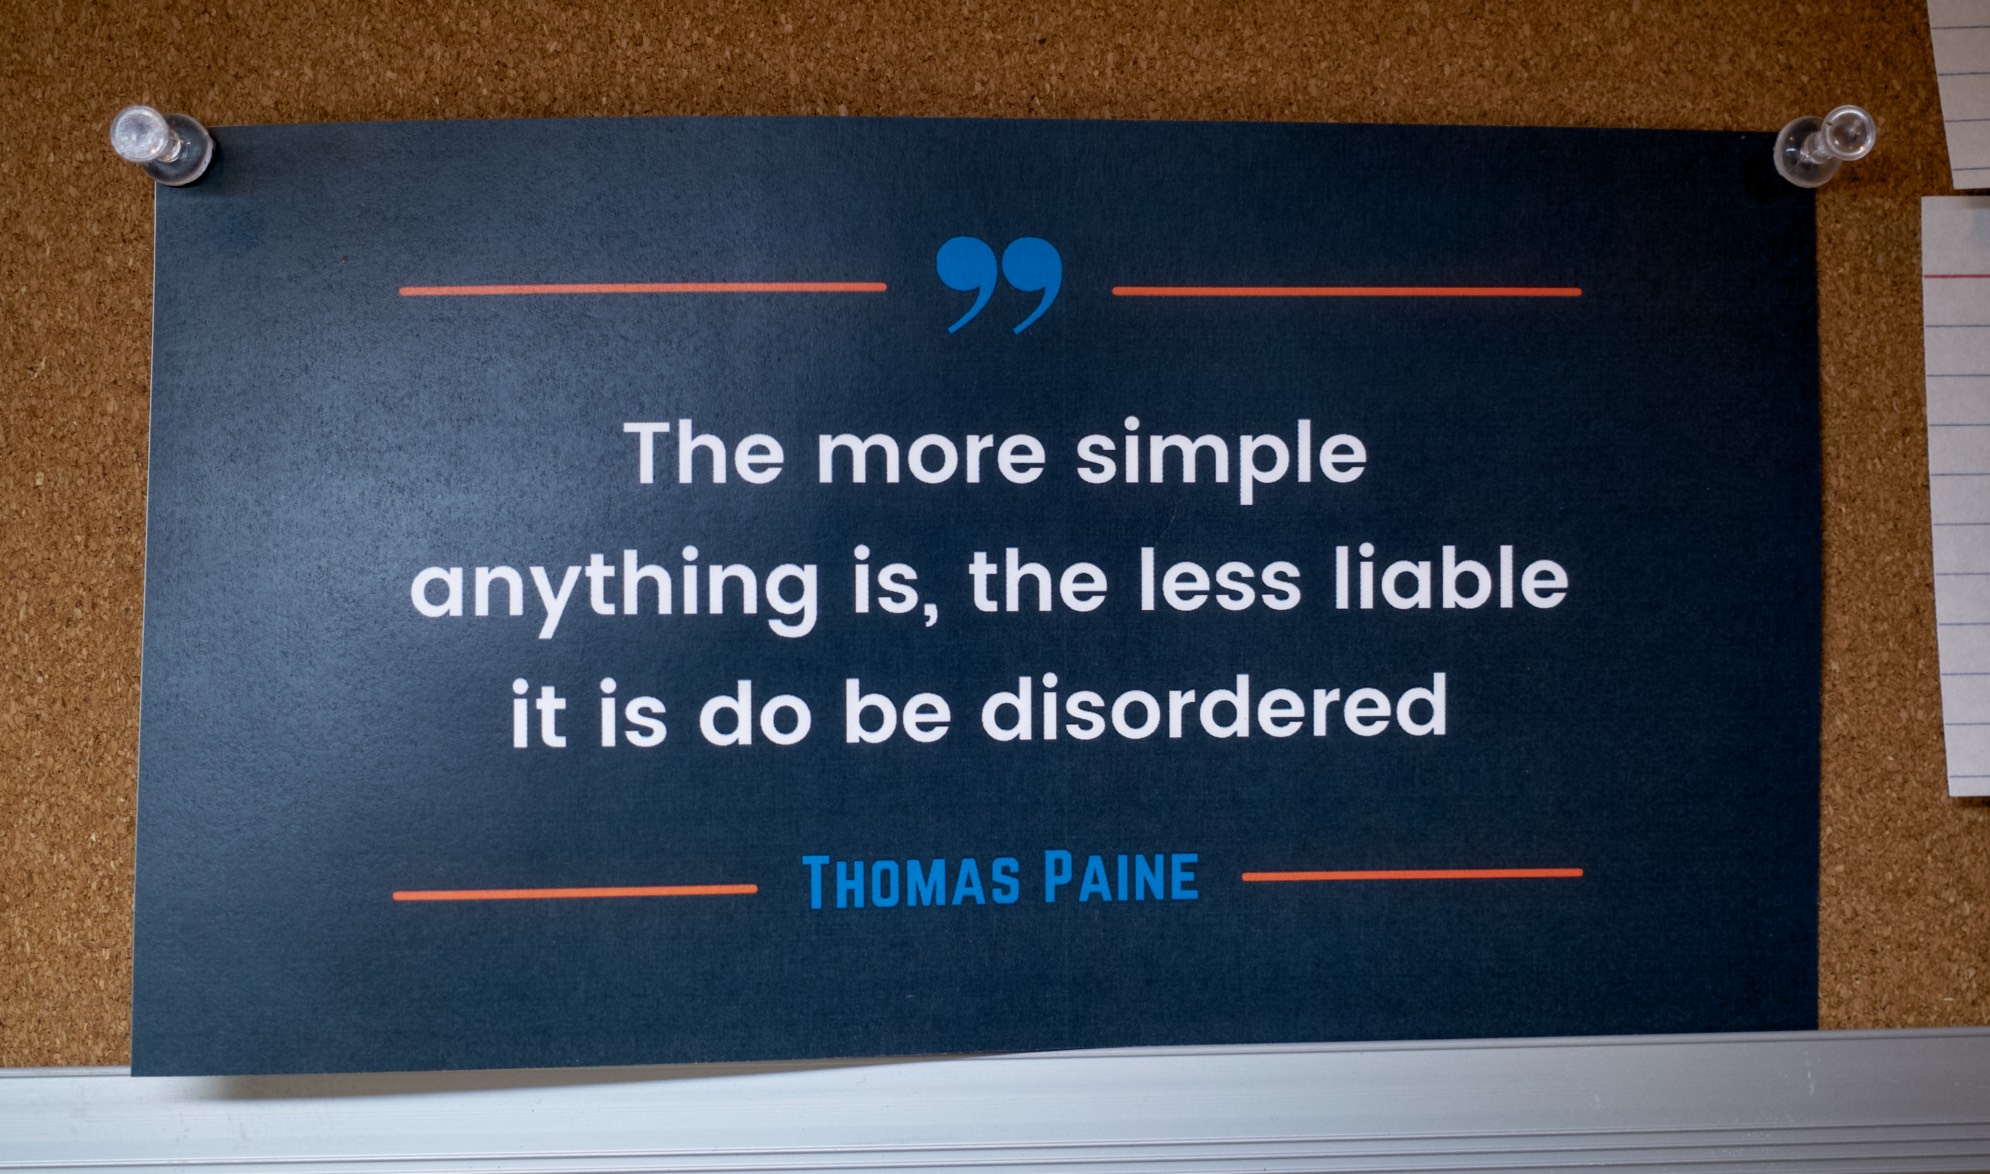 ”
The more simple
anything is, the less liable
it is do be disordered
THOMAS PAINE